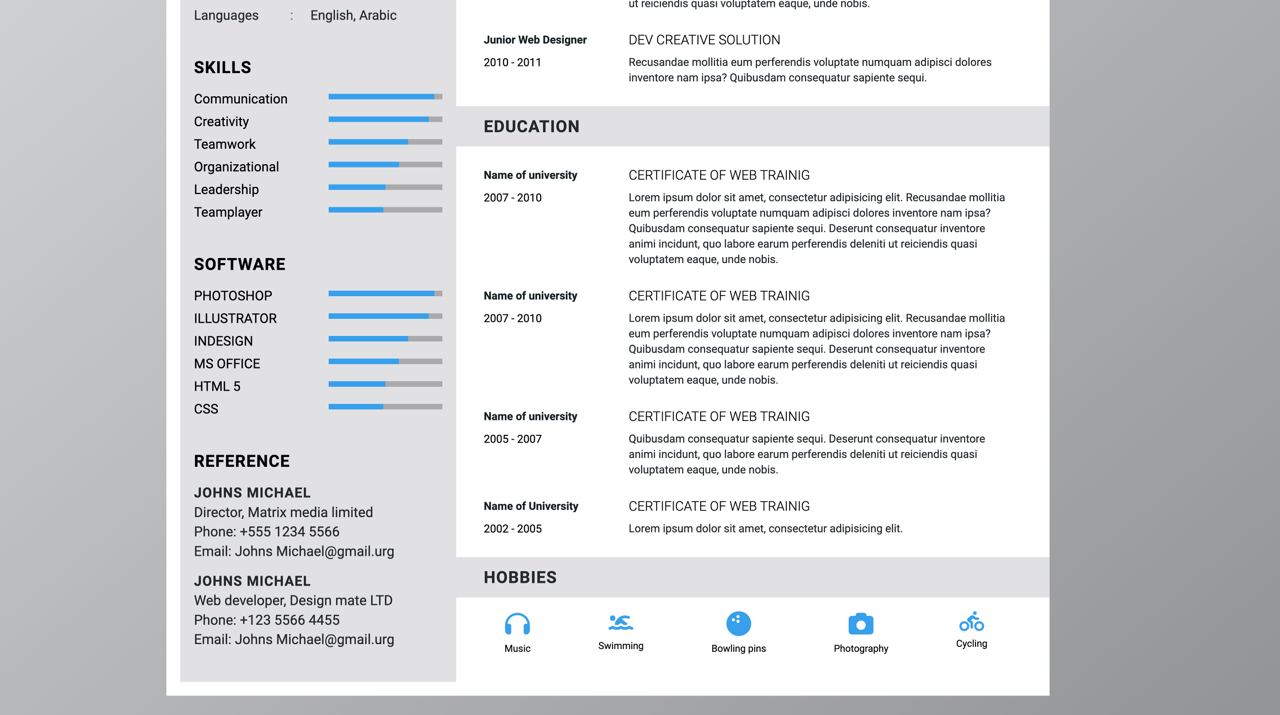 Languages : English, Arabic
SKILLS
Communication
Creativity
Teamwork
Organizational
Leadership
Teamplayer
SOFTWARE
PHOTOSHOP
ILLUSTRATOR
INDESIGN
MS OFFICE
HTML 5
CSS
REFERENCE
JOHNS MICHAEL
Director, Matrix media limited
Phone: +555 1234 5566
Email: Johns Michael@gmail.urg
JOHNS MICHAEL
Web developer, Design mate LTD
Phone: +123 5566 4455
Email: Johns Michael@gmail.urg
ut reiciendis quasi voluptatem eaque, unde nobis.
Junior Web Designer
2010 - 2011
DEV CREATIVE SOLUTION
Recusandae mollitia eum perferendis voluptate numquam adipisci dolores
inventore nam ipsa? Quibusdam consequatur sapiente sequi.
EDUCATION
Name of university
2007 - 2010
CERTIFICATE OF WEB TRAINIG
Lorem ipsum dolor sit amet, consectetur adipisicing elit. Recusandae mollitia
eum perferendis voluptate numquam adipisci dolores inventore nam ipsa?
Quibusdam consequatur sapiente sequi. Deserunt consequatur inventore
animi incidunt, quo labore earum perferendis deleniti ut reiciendis quasi
voluptatem eaque, unde nobis.
Name of university
2007 - 2010
CERTIFICATE OF WEB TRAINIG
Lorem ipsum dolor sit amet, consectetur adipisicing elit. Recusandae mollitia
eum perferendis voluptate numquam adipisci dolores inventore nam ipsa?
Quibusdam consequatur sapiente sequi. Deserunt consequatur inventore
animi incidunt, quo labore earum perferendis deleniti ut reiciendis quasi
voluptatem eaque, unde nobis.
Name of university
2005 - 2007
CERTIFICATE OF WEB TRAINIG
Quibusdam consequatur sapiente sequi. Deserunt consequatur inventore
animi incidunt, quo labore earum perferendis deleniti ut reiciendis quasi
voluptatem eaque, unde nobis.
Name of University
2002 - 2005
CERTIFICATE OF WEB TRAINIG
Lorem ipsum dolor sit amet, consectetur adipisicing elit.
HOBBIES
Music
Swimming
Bowling pins
Photography
Cycling